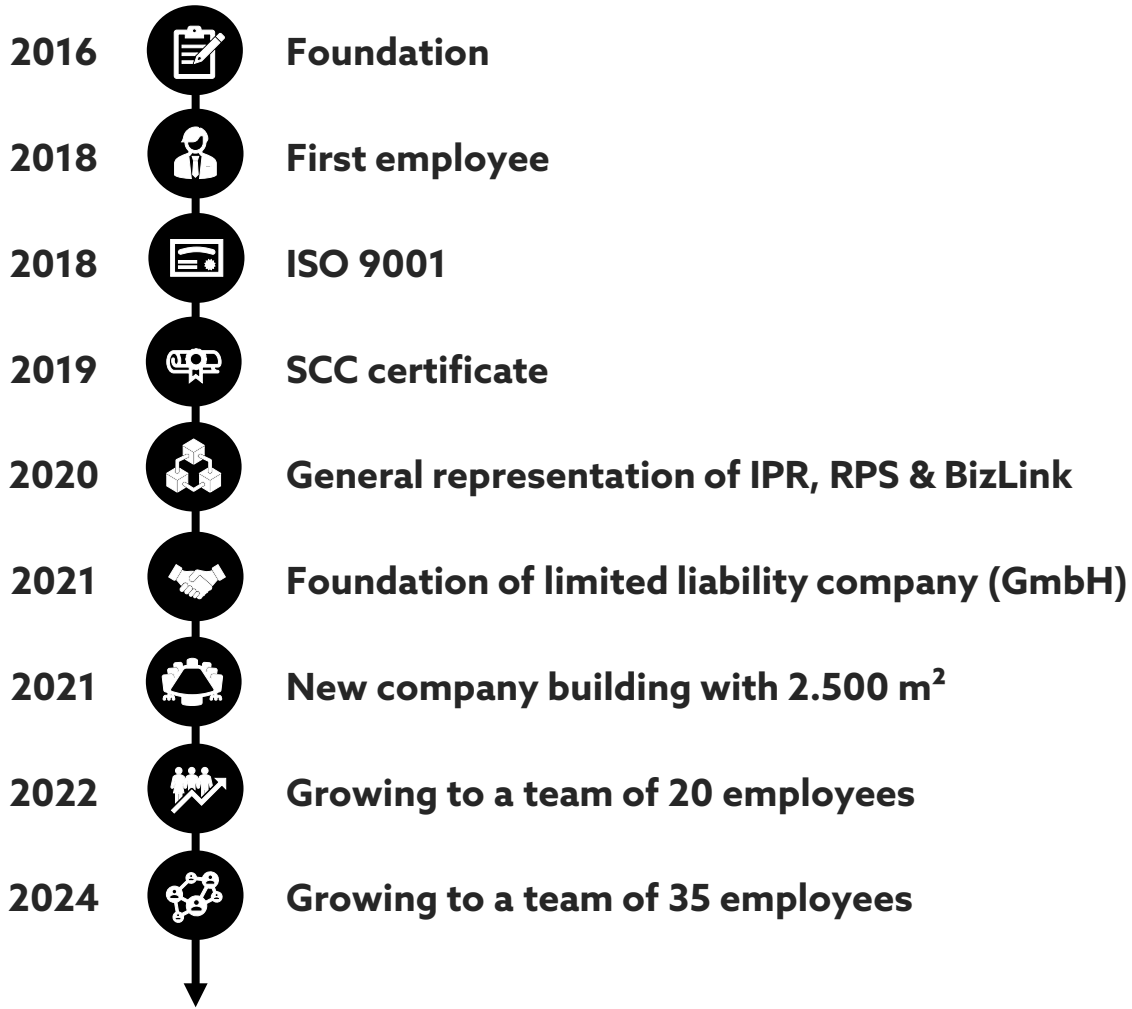 2016 Foundation
2018 First employee
2018 ISO 9001
2019 SCC certificate
2020 General representation of IPR, RPS & BizLink
2021 Foundation of limited liability company (GmbH)
2021 New company building with 2.500 m²
2022 Growing to a team of 20 employees
2024 Growing to a team of 35 employees